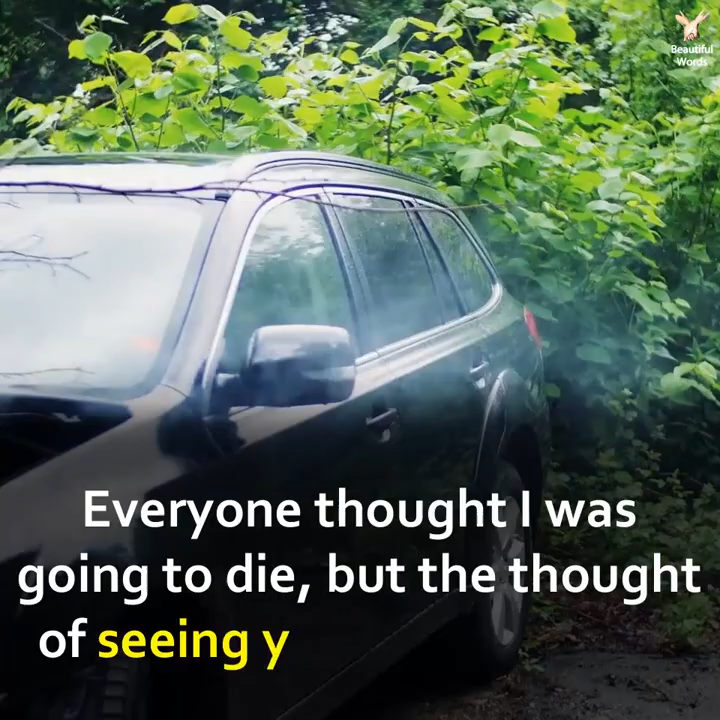 Beautiful
Words
Everyone thought I was
going to die, but the thought
of seeing y